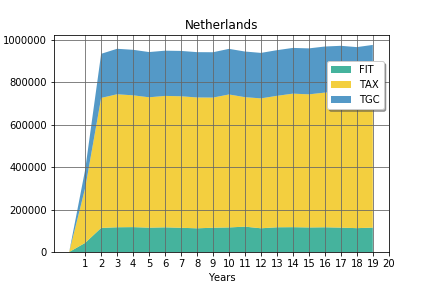 Netherlands
1000000
800000
600000
400000
200000
0
FIT
TAX
TGC
1 2 3 4 5 6 7 8 9 10 11 12 13 14 15 16 17 18 19 20
Years